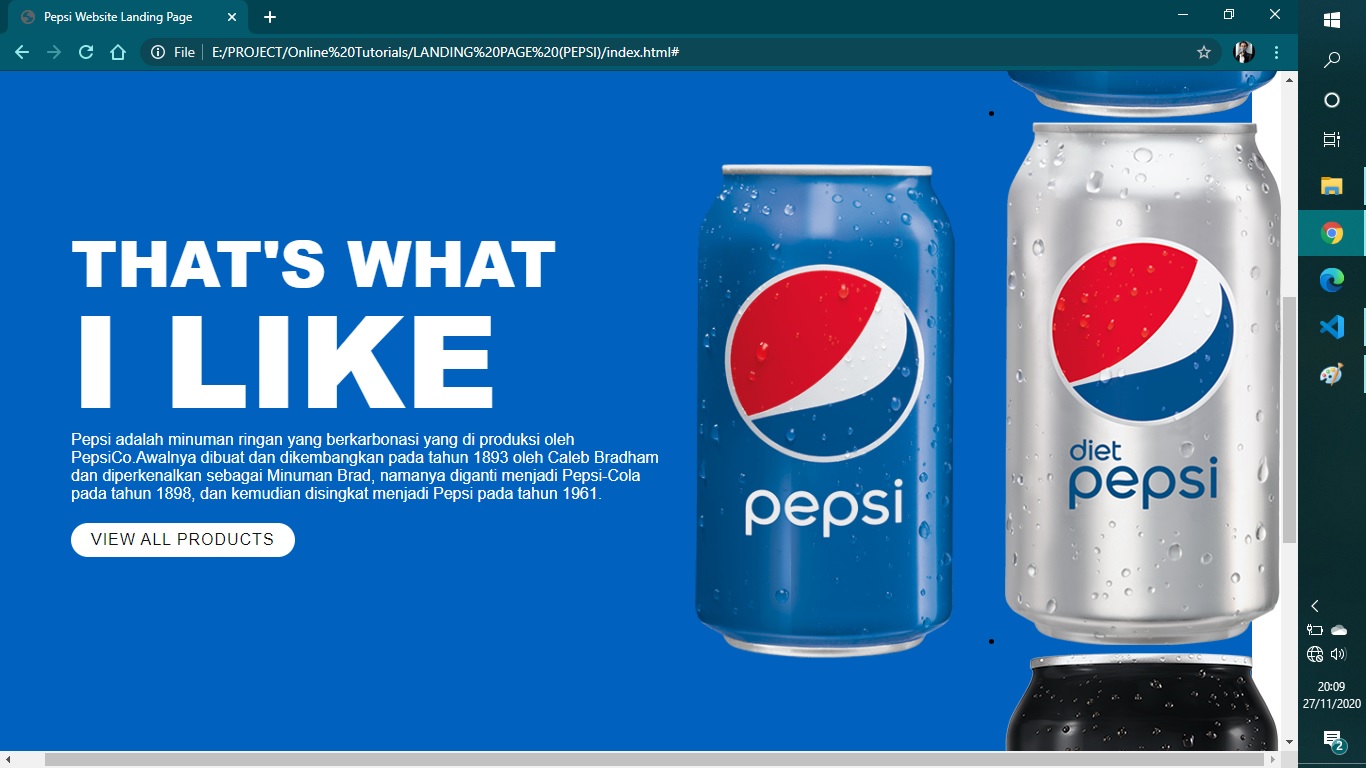 Pepsi Website Landing Page
File
E:/PROJECT/Online%20Tutorials/LANDING%20PAGE%20(PEPSI)/index.html#
THAT'S WHAT
I LIKE
Pepsi adalah minuman ringan yang berkarbonasi yang di produksi oleh
PepsiCo.Awalnya dibuat dan dikembangkan pada tahun 1893 oleh Caleb Bradham
dan diperkenalkan sebagai Minuman Brad, namanya diganti menjadi Pepsi-Cola
pada tahun 1898, dan kemudian disingkat menjadi Pepsi pada tahun 1961.
VIEW ALL PRODUCTS
pepsi
diet
pepsi
20:09
27/11/2020
2